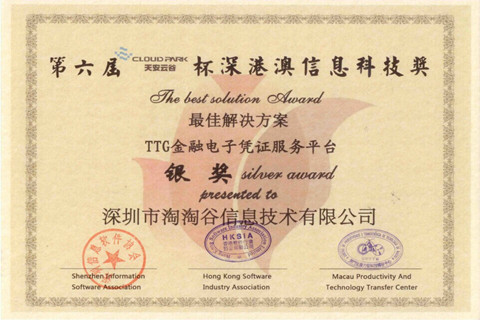 CLOUD PARK
第六届 天安云谷 杯深港澳信息科技奖
The best solution Award
最佳解决方案
TTG金融电子凭证服务平台
银奖 silver award
presented to
深圳市淘淘谷信息技术有限公司
HKSIA
Shenzhen Information
Software Association
Hong Kong Software
Industry Association
Macau Productivity And
Technology Transfer Center